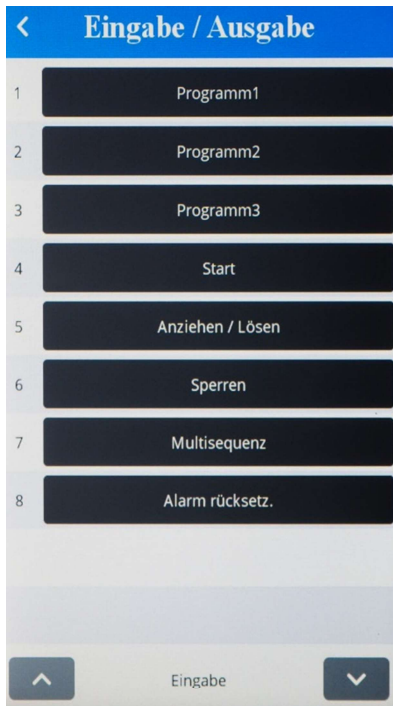 Eingabe / Ausgabe
1 Programm1
2 Programm2
3 Programm3
4 Start
5 Anziehen / Lösen
6 Sperren
7 Multisequenz
8 Alarm rücksetz.
Eingabe